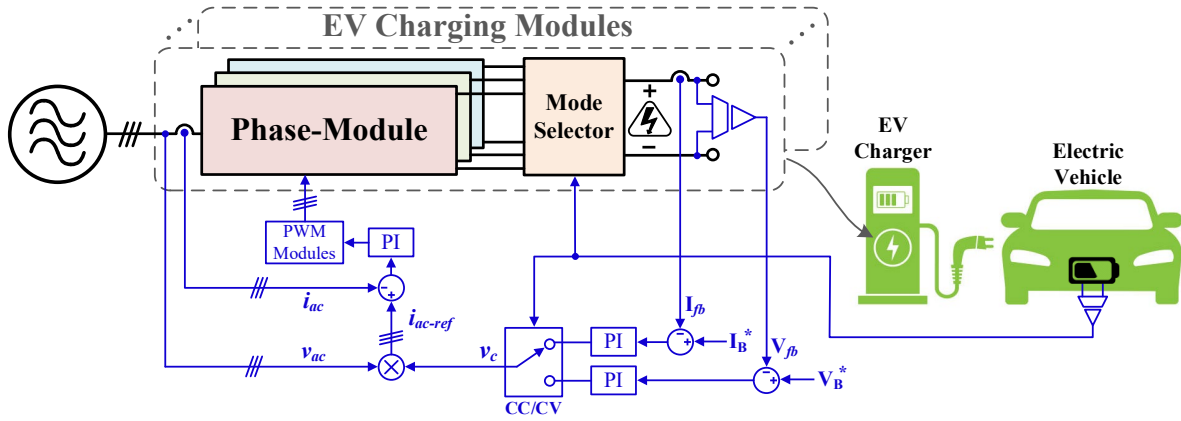 EV Charging Modules
Phase-Module
Mode
Selector
+
−
EV
Charger
Electric
Vehicle
PWM
Modules
PI
-
+
i_ac
i_ac-ref
I_fb
v_ac
v_c
PI
-
+
I_B*
V_fb
PI
-
+
V_B*
CC/CV